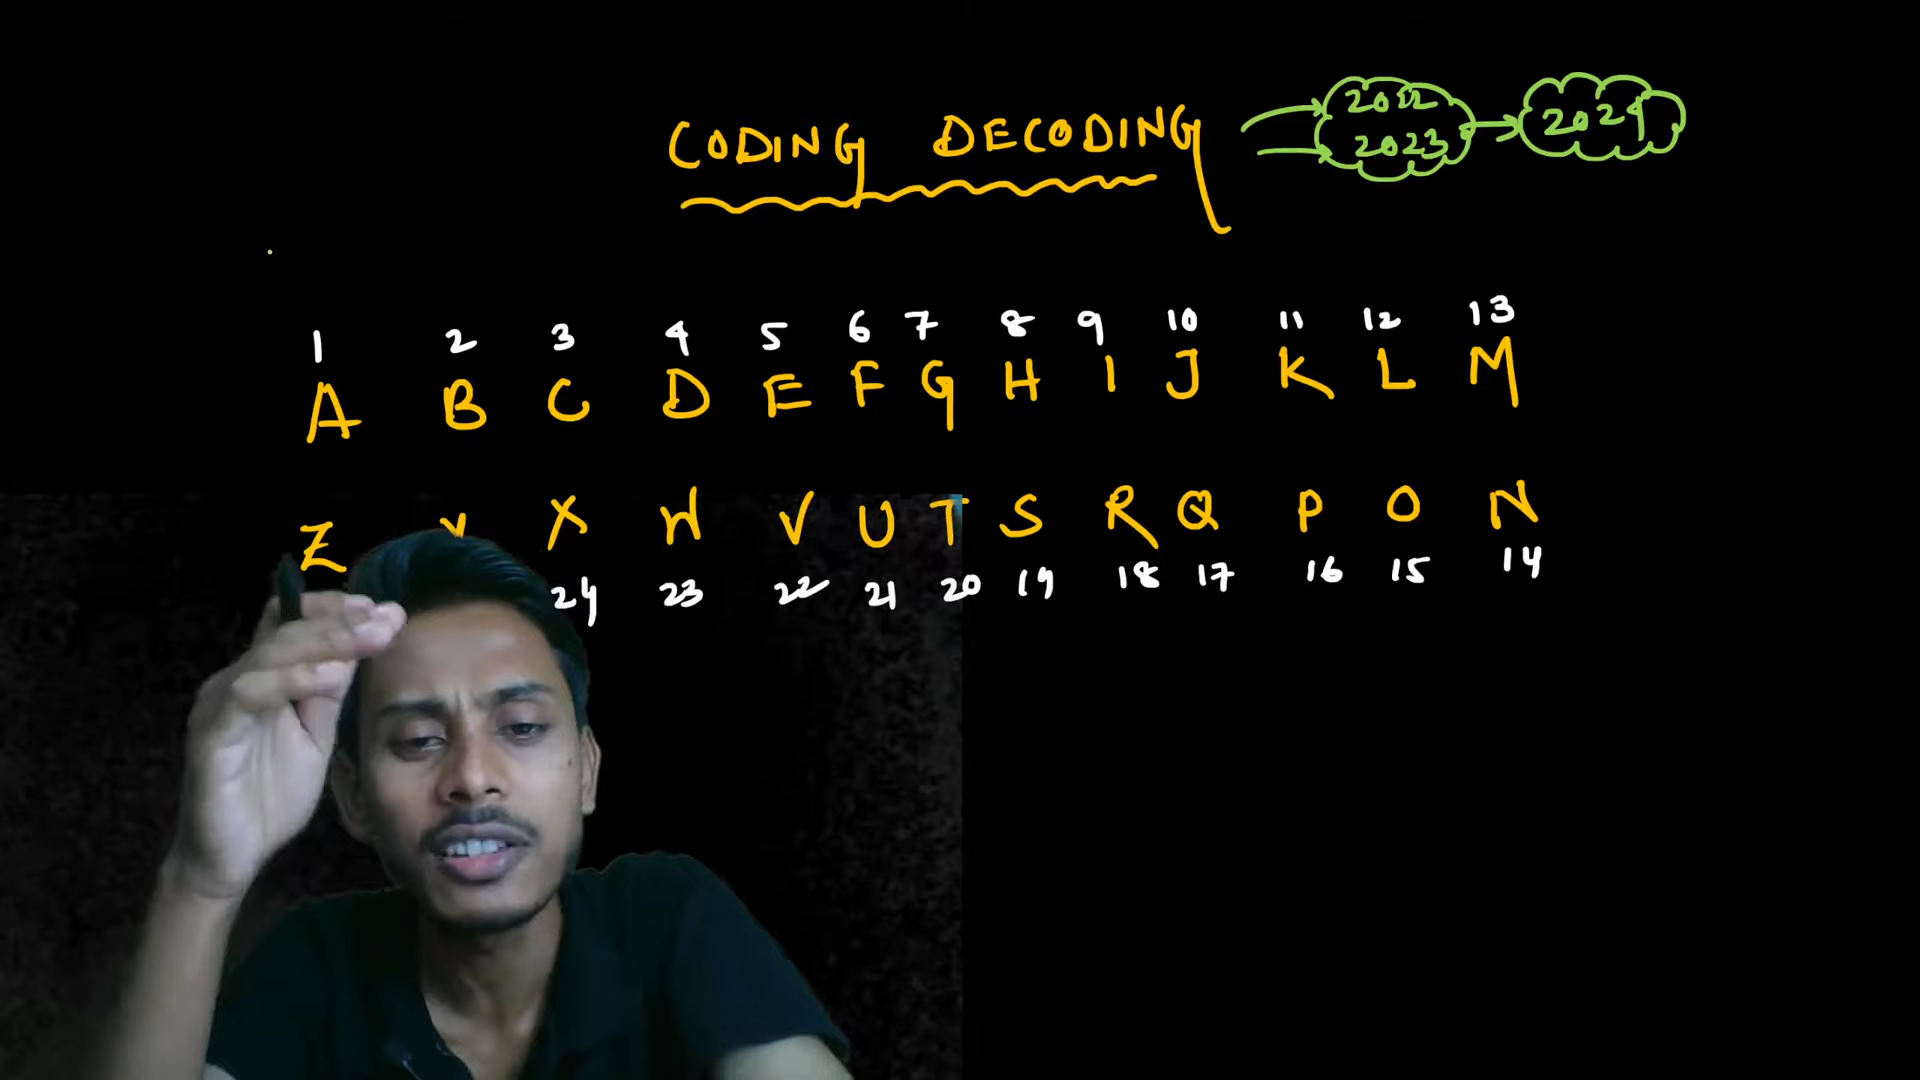 CODING DECODING
2022
2023
2024
1 2 3 4 5 6 7 8 9 10 11 12 13
A B C D E F G H I J K L M
Z Y X W V U T S R Q P O N
24 23 22 21 20 19 18 17 16 15 14